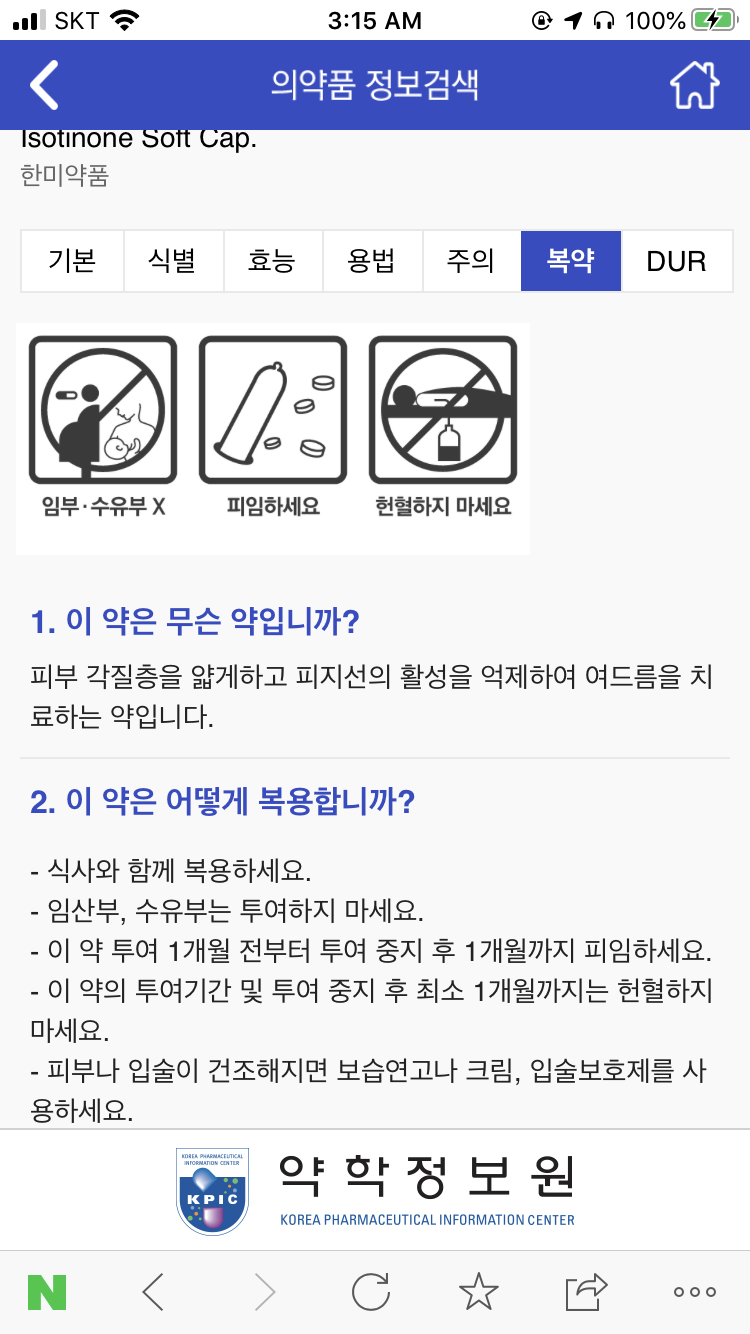 SKT
3:15 AM
100%
의약품 정보검색
Isotinone Soft Cap.
한미약품
기본
식별
효능
용법
주의
복약
DUR
임부·수유부 X
피임하세요
헌혈하지 마세요
1. 이 약은 무슨 약입니까?
피부 각질층을 얇게하고 피지선의 활성을 억제하여 여드름을 치
료하는 약입니다.
2. 이 약은 어떻게 복용합니까?
- 식사와 함께 복용하세요.
- 임산부, 수유부는 투여하지 마세요.
- 이 약 투여 1개월 전부터 투여 중지 후 1개월까지 피임하세요.
- 이 약의 투여기간 및 투여 중지 후 최소 1개월까지는 헌혈하지
마세요.
- 피부나 입술이 건조해지면 보습연고나 크림, 입술보호제를 사
용하세요.
KOREA PHARMACEUTICAL
INFORMATION CENTER
KPIC
약학정보원
KOREA PHARMACEUTICAL INFORMATION CENTER
N